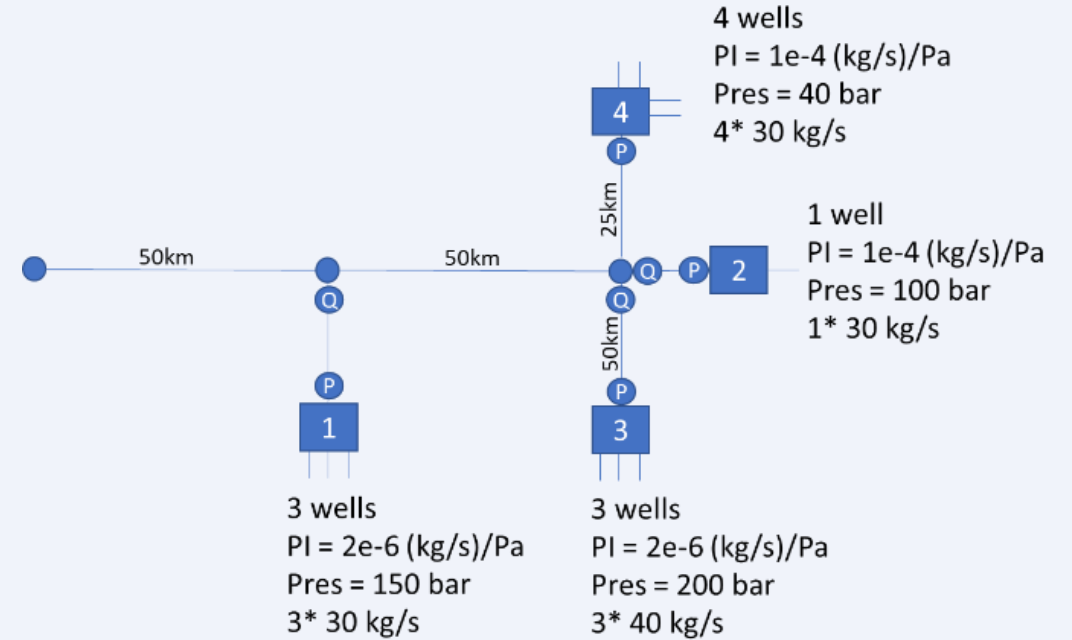 4 wells
PI = 1e-4 (kg/s)/Pa
Pres = 40 bar
4* 30 kg/s
4
P
25km
1 well
PI = 1e-4 (kg/s)/Pa
Pres = 100 bar
1* 30 kg/s
50km
50km
Q
P
2
Q
Q
50km
P
P
1
3
3 wells
PI = 2e-6 (kg/s)/Pa
Pres = 150 bar
3* 30 kg/s
3 wells
PI = 2e-6 (kg/s)/Pa
Pres = 200 bar
3* 40 kg/s